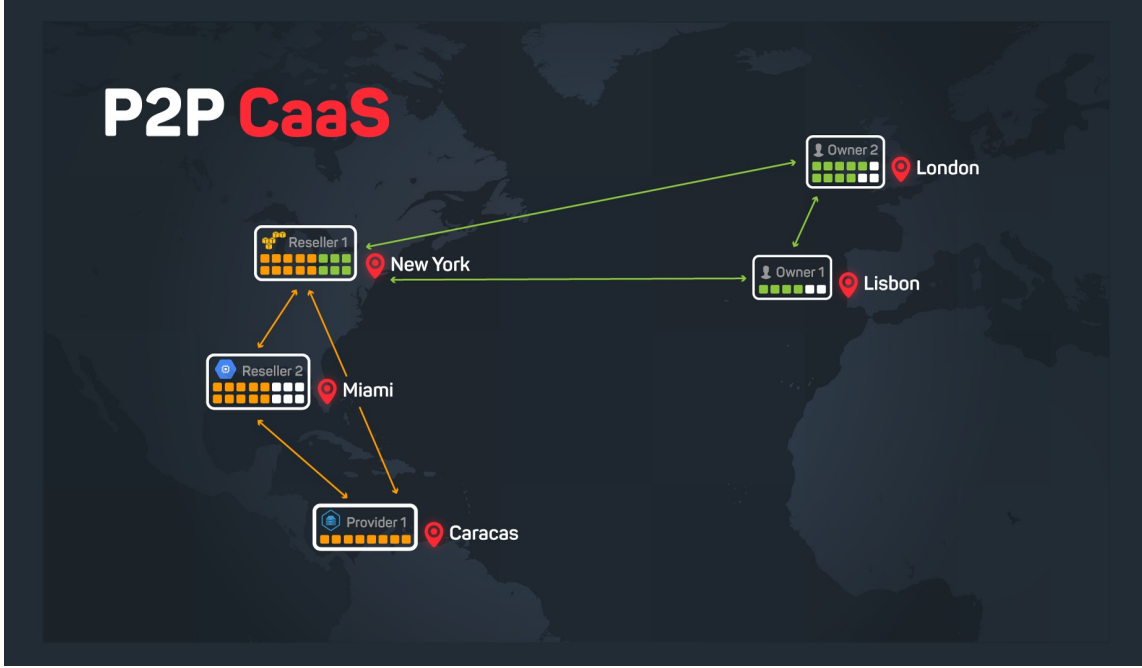 P2P CaaS
Owner 2
London
Reseller 1
New York
Owner 1
Lisbon
Reseller 2
Miami
Provider 1
Caracas